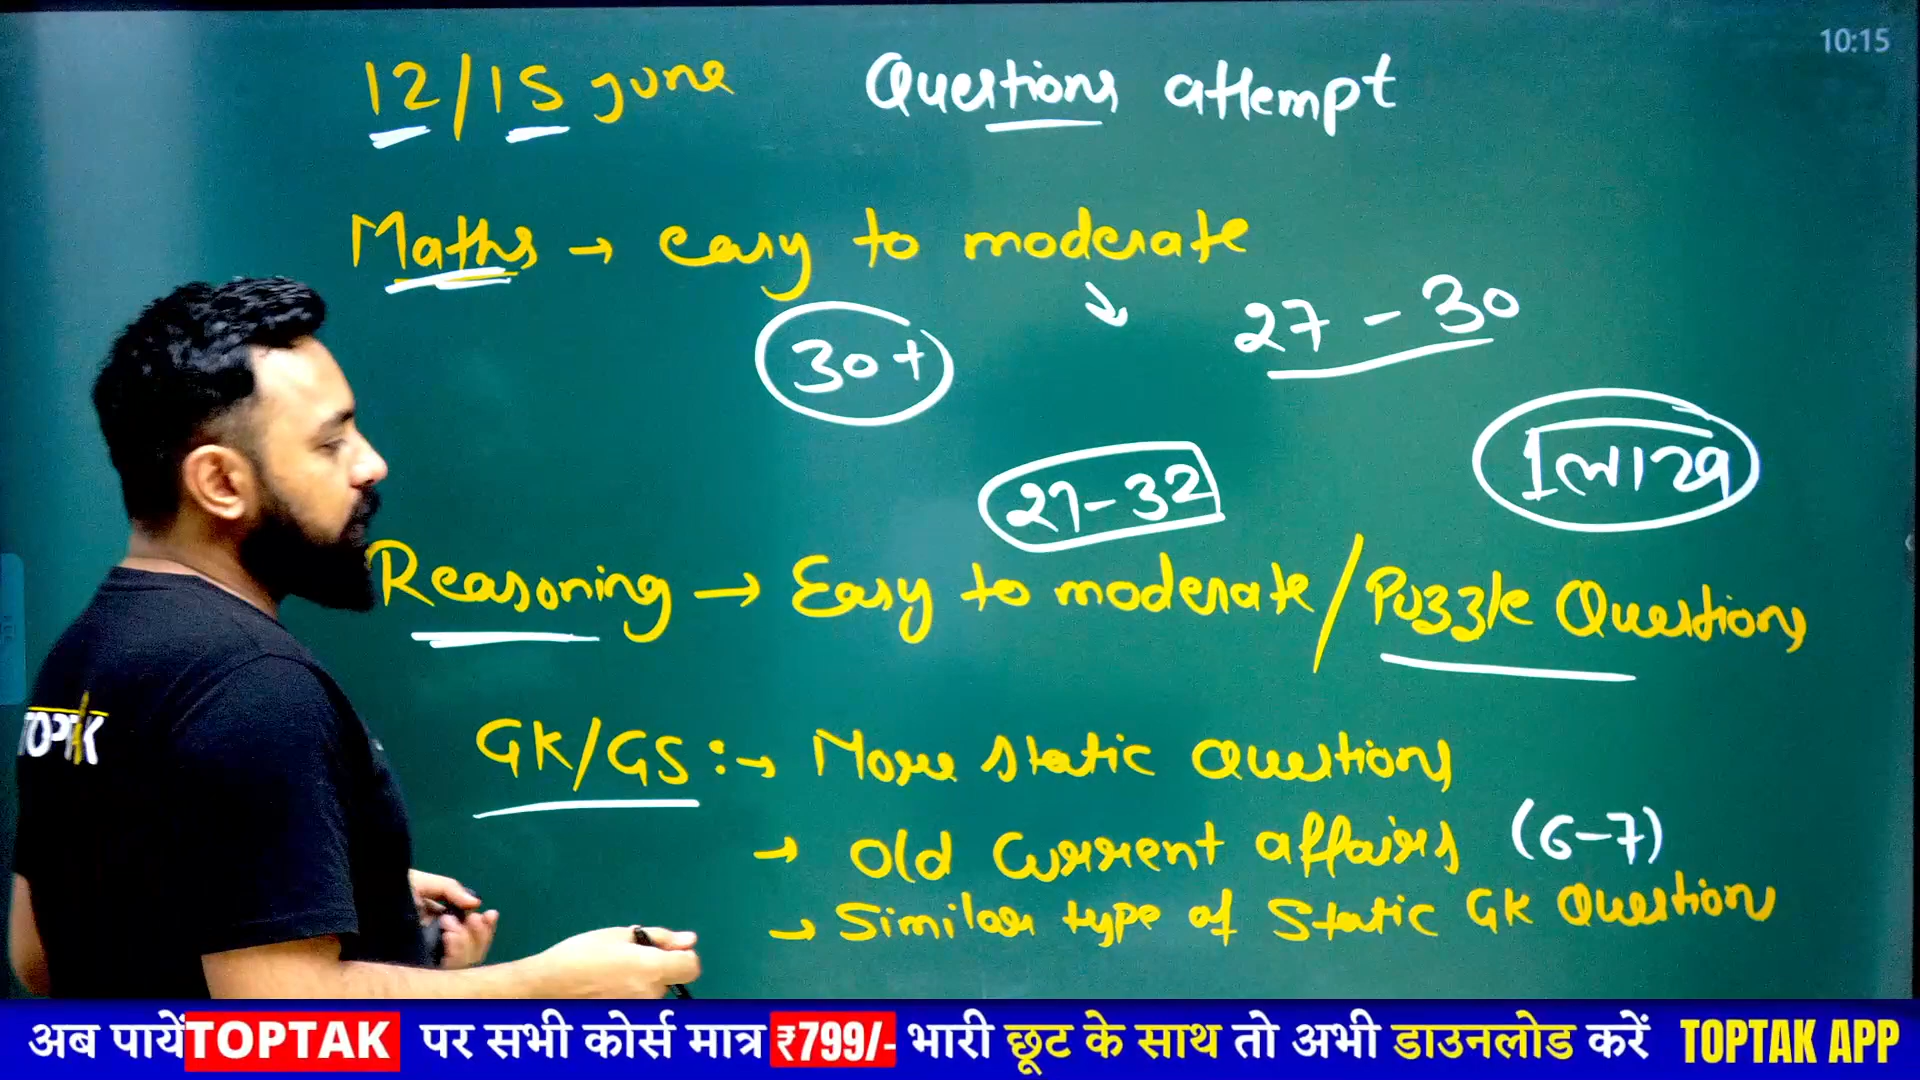 10:15
12/15 June Questions attempt
Maths → easy to moderate
30+
27 - 30
1 लाख
27-32
Reasoning → Easy to moderate / Puzzle Questions
GK/GS :→ More static Questions
→ Old Current affairs (6-7)
→ Similar type of Static GK Question
TOPTAK
अब पायें TOPTAK पर सभी कोर्स मात्र ₹799/- भारी छूट के साथ तो अभी डाउनलोड करें TOPTAK APP